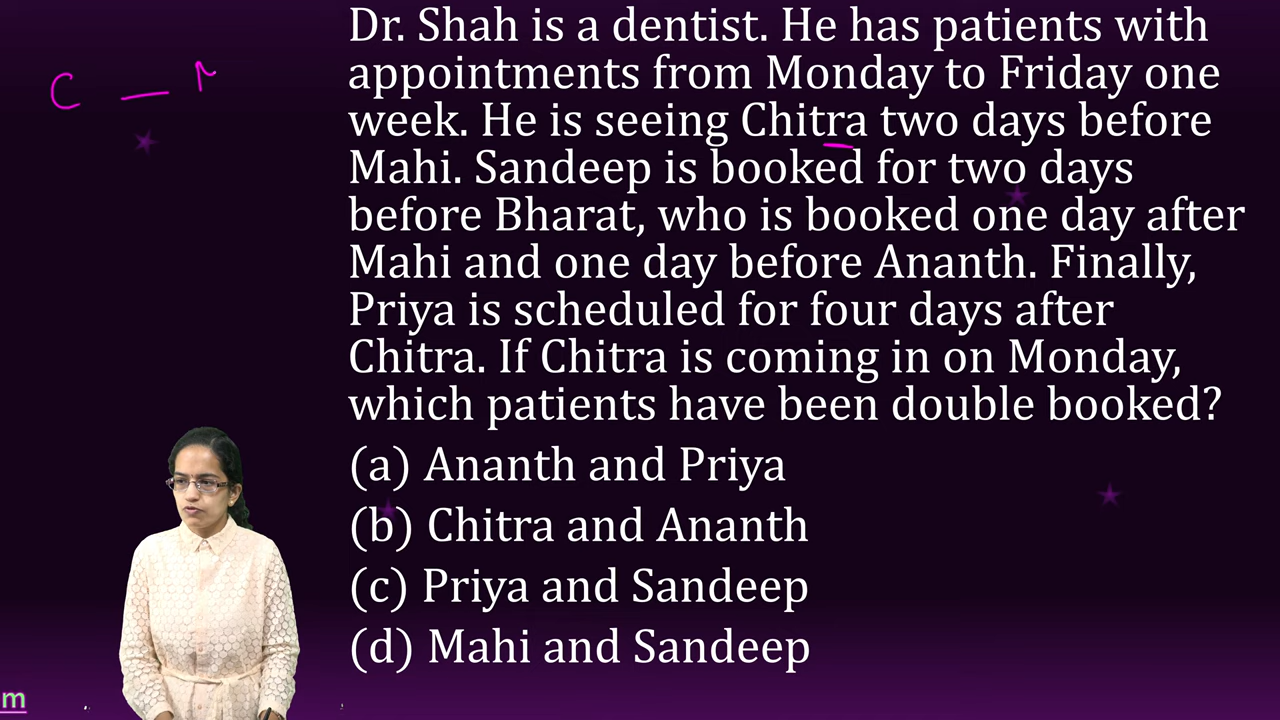 Dr. Shah is a dentist. He has patients with
appointments from Monday to Friday one
week. He is seeing Chitra two days before
Mahi. Sandeep is booked for two days
before Bharat, who is booked one day after
Mahi and one day before Ananth. Finally,
Priya is scheduled for four days after
Chitra. If Chitra is coming in on Monday,
which patients have been double booked?
(a) Ananth and Priya
(b) Chitra and Ananth
(c) Priya and Sandeep
(d) Mahi and Sandeep
C _
m